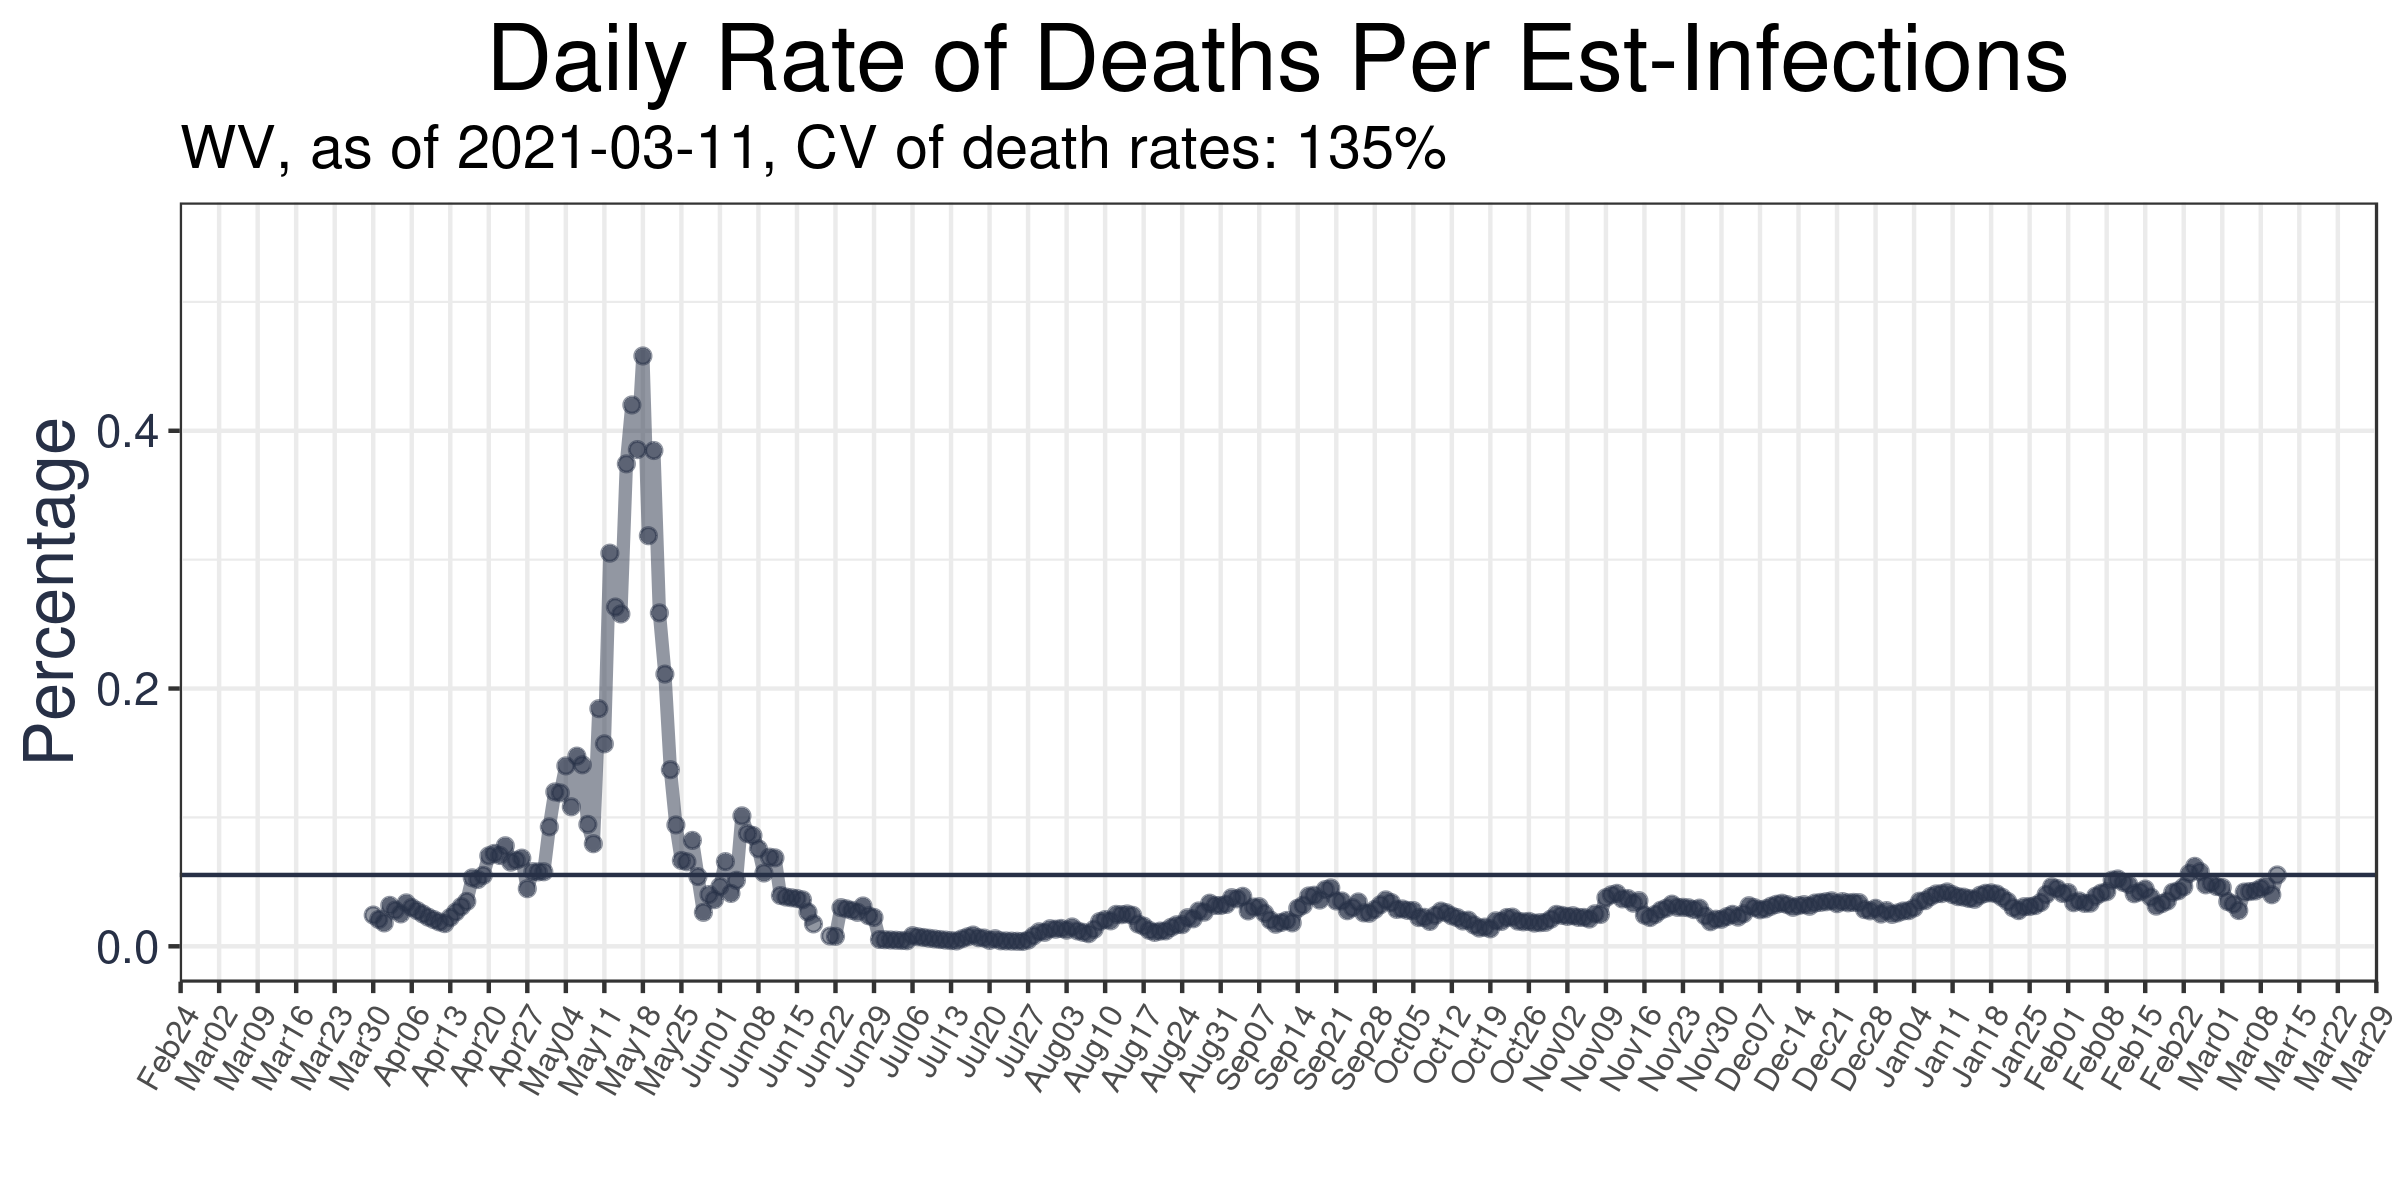 Daily Rate of Deaths Per Est-Infections
WV, as of 2021-03-11, CV of death rates: 135%
Percentage
0.4
0.2
0.0
Feb24
Mar02
Mar09
Mar16
Mar23
Mar30
Apr06
Apr13
Apr20
Apr27
May04
May11
May18
May25
Jun01
Jun08
Jun15
Jun22
Jun29
Jul06
Jul13
Jul20
Jul27
Aug03
Aug10
Aug17
Aug24
Aug31
Sep07
Sep14
Sep21
Sep28
Oct05
Oct12
Oct19
Oct26
Nov02
Nov09
Nov16
Nov23
Nov30
Dec07
Dec14
Dec21
Dec28
Jan04
Jan11
Jan18
Jan25
Feb01
Feb08
Feb15
Feb22
Mar01
Mar08
Mar15
Mar22
Mar29